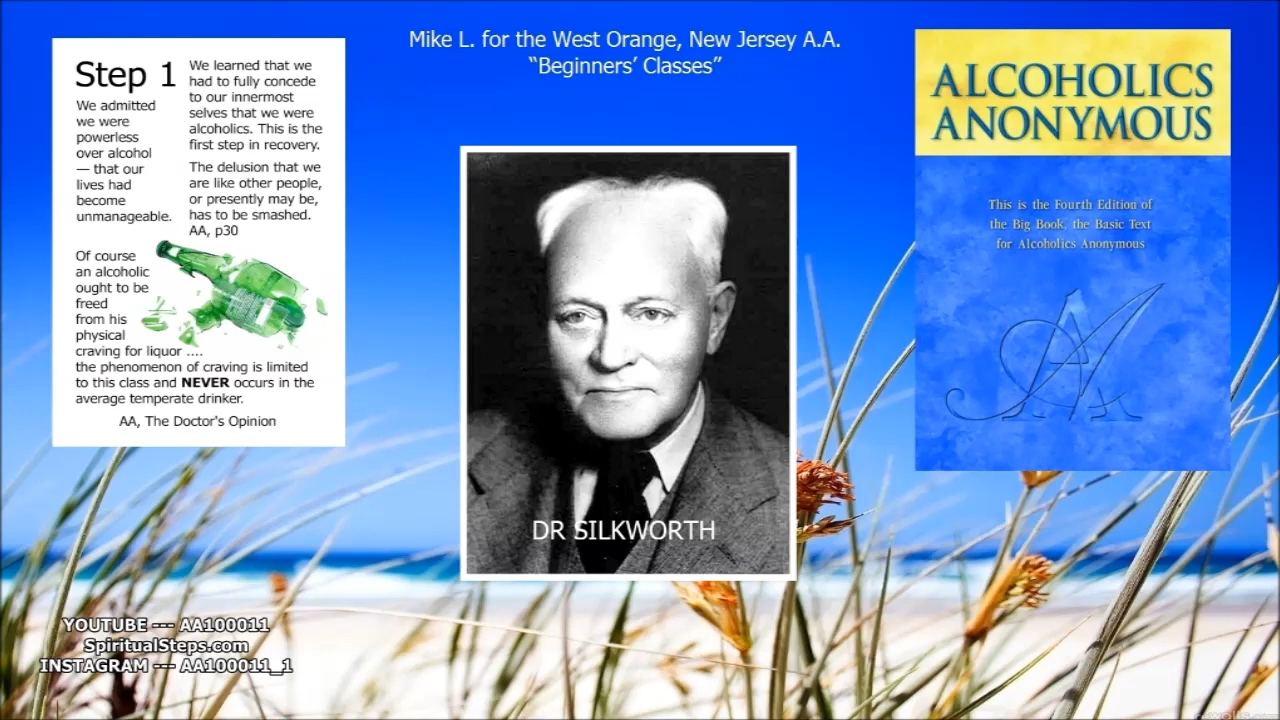 Mike L. for the West Orange, New Jersey A.A.
“Beginners’ Classes”
Step 1
We admitted
we were
powerless
over alcohol
— that our
lives had
become
unmanageable.
We learned that we
had to fully concede
to our innermost
selves that we were
alcoholics. This is the
first step in recovery.
The delusion that we
are like other people,
or presently may be,
has to be smashed.
AA, p30
Of course
an alcoholic
ought to be
freed
from his
physical
craving for liquor ....
the phenomenon of craving is limited
to this class and NEVER occurs in the
average temperate drinker.
AA, The Doctor's Opinion
DR SILKWORTH
ALCOHOLICS
ANONYMOUS
This is the Fourth Edition of
the Big Book, the Basic Text
for Alcoholics Anonymous
YOUTUBE --- AA100011
SpiritualSteps.com
INSTAGRAM --- AA100011_1